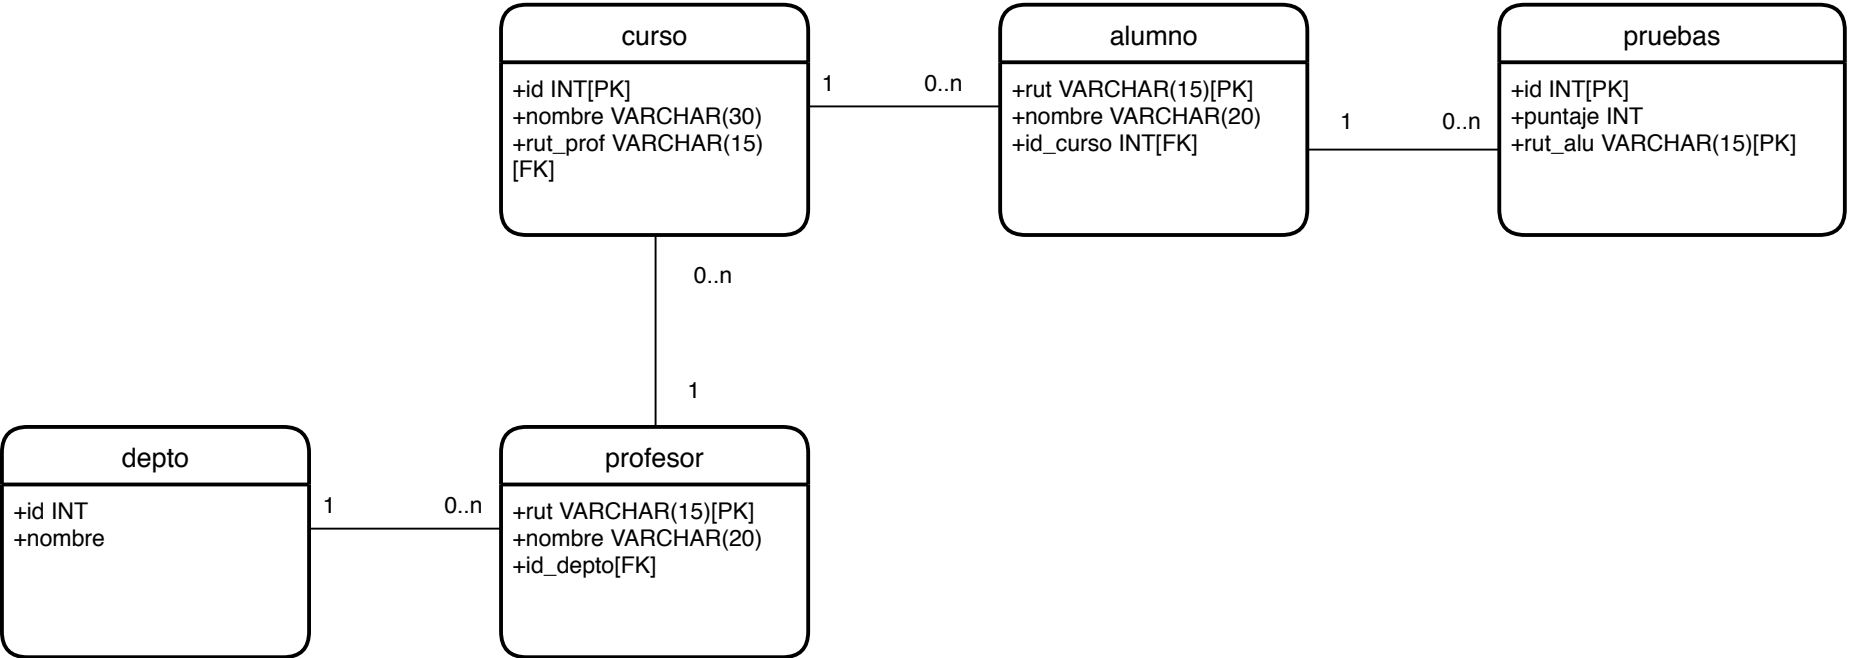 curso
+id INT[PK]
+nombre VARCHAR(30)
+rut_prof VARCHAR(15)
[FK]
1
0..n
alumno
+rut VARCHAR(15)[PK]
+nombre VARCHAR(20)
+id_curso INT[FK]
1
0..n
pruebas
+id INT[PK]
+puntaje INT
+rut_alu VARCHAR(15)[PK]
0..n
1
depto
+id INT
+nombre
1
0..n
profesor
+rut VARCHAR(15)[PK]
+nombre VARCHAR(20)
+id_depto[FK]